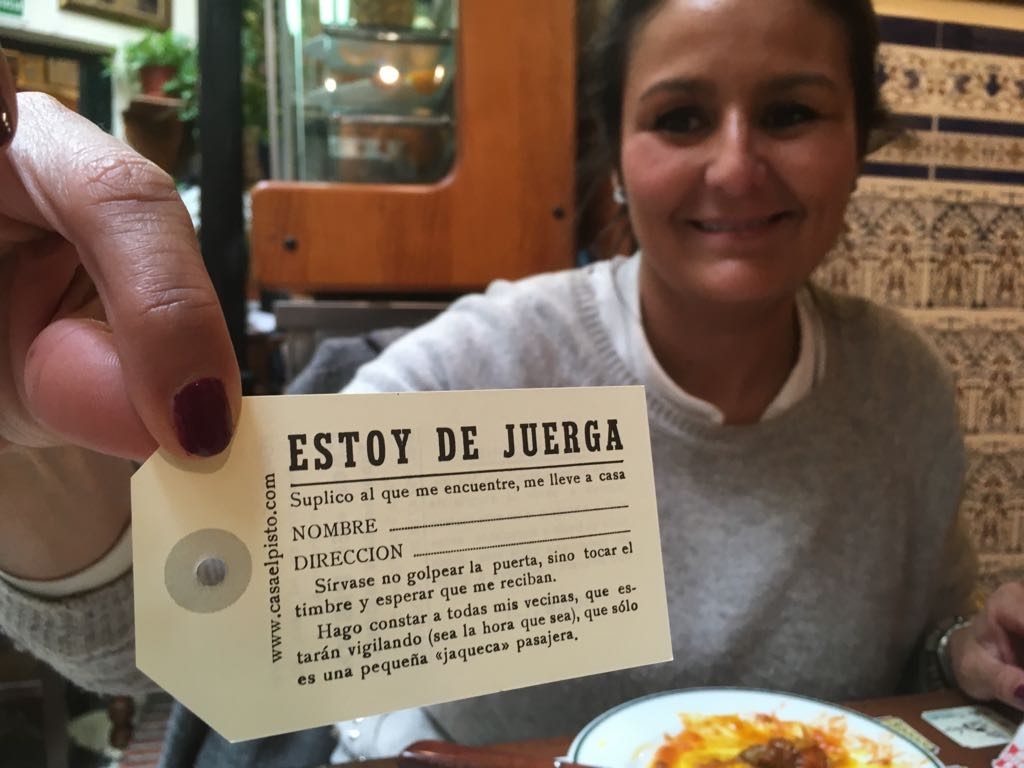 ESTOY DE JUERGA
Suplico al que me encuentre, me lleve a casa
NOMBRE
DIRECCION
Sírvase no golpear la puerta, sino tocar el
timbre y esperar que me reciban.
Hago constar a todas mis vecinas, que es-
tarán vigilando (sea la hora que sea), que sólo
es una pequeña «jaqueca» pasajera.
www.casaelpisto.com